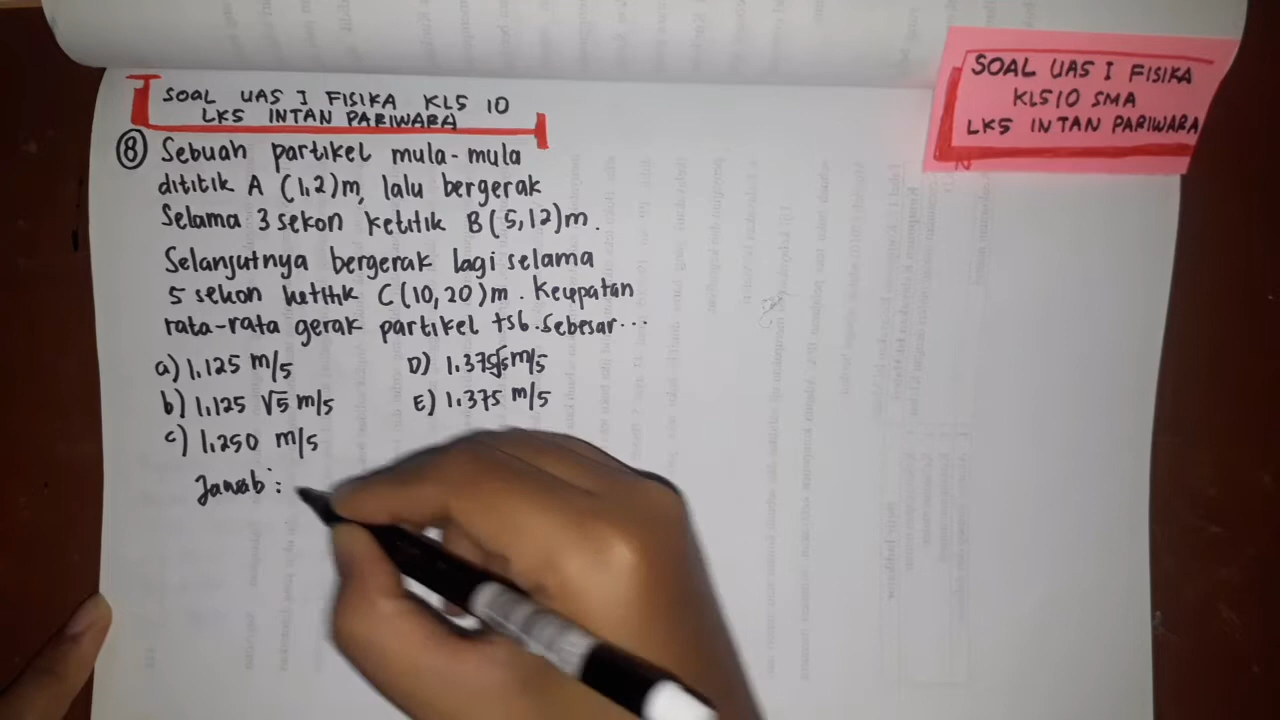 SOAL UAS I FISIKA KLS 10
LKS INTAN PARIWARA
SOAL UAS I FISIKA
KLS10 SMA
LKS INTAN PARIWARA
8 Sebuah partikel mula-mula
dititik A (1,2)m, lalu bergerak
Selama 3 sekon ketitik B(5,12)m.
Selanjutnya bergerak lagi selama
5 sekon ketitik C(10,20)m. Kecepatan
rata-rata gerak partikel tsb. Sebesar...
a) 1.125 m/s
D) 1.375√5 m/s
b) 1.125 √5 m/s
E) 1.375 m/s
c) 1.250 m/s
Jawab: